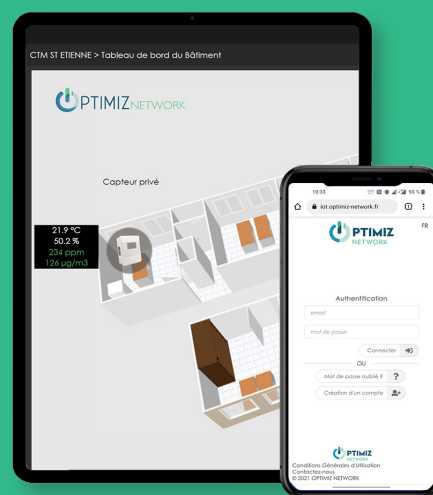 CTM ST ETIENNE > Tableau de bord du Bâtiment
OPTIMIZ NETWORK
Capteur privé
21.9 °C
50.2 %
234 ppm
126 µg/m3
10:33
93 %
iot.optimiz-network.fr
FR
OPTIMIZ
NETWORK
Authentification
email
mot de passe
Connecter
OU
Mot de passe oublié ? ?
Création d'un compte
OPTIMIZ
NETWORK
Conditions Générales d'Utilisation
Contactez-nous
© 2021 OPTIMIZ NETWORK